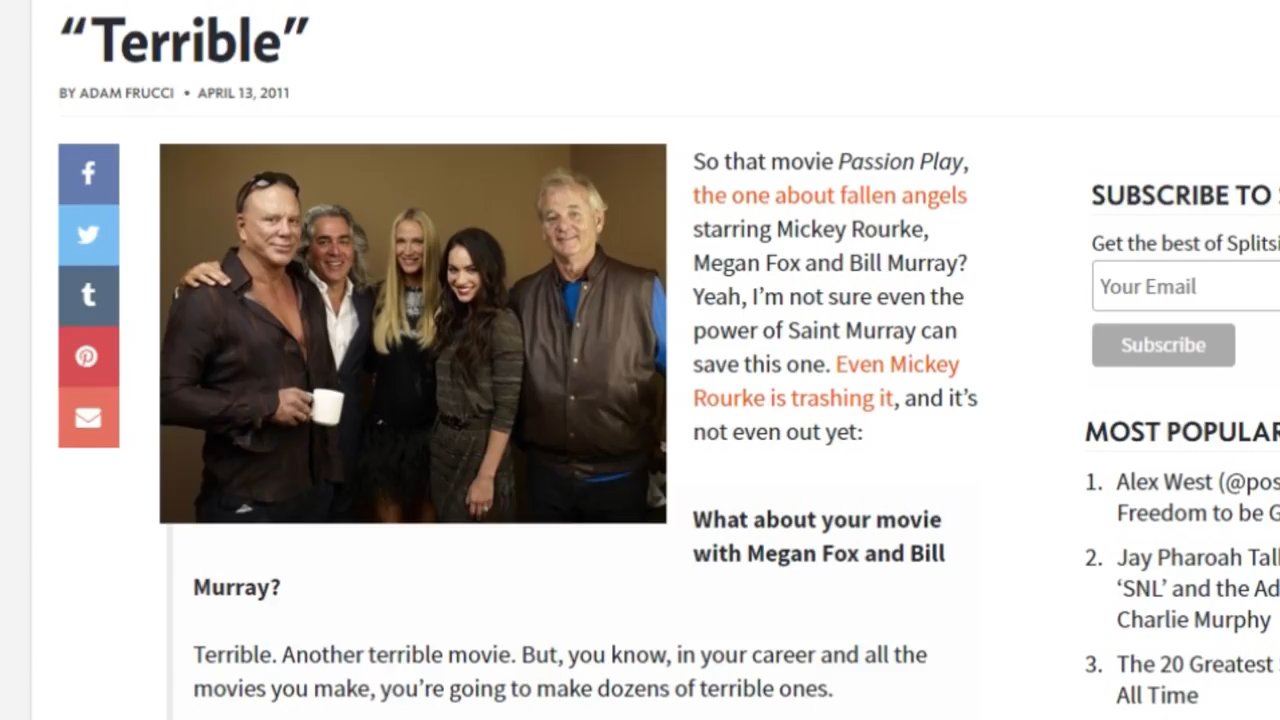 “Terrible”
BY ADAM FRUCCI • APRIL 13, 2011
So that movie Passion Play,
the one about fallen angels
starring Mickey Rourke,
Megan Fox and Bill Murray?
Yeah, I’m not sure even the
power of Saint Murray can
save this one. Even Mickey
Rourke is trashing it, and it’s
not even out yet:
What about your movie
with Megan Fox and Bill
Murray?
Terrible. Another terrible movie. But, you know, in your career and all the
movies you make, you’re going to make dozens of terrible ones.
SUBSCRIBE TO
Get the best of Splitsi
Your Email
Subscribe
MOST POPULAR
1. Alex West (@pos
Freedom to be G
2. Jay Pharoah Tal
‘SNL’ and the Ad
Charlie Murphy
3. The 20 Greatest
All Time